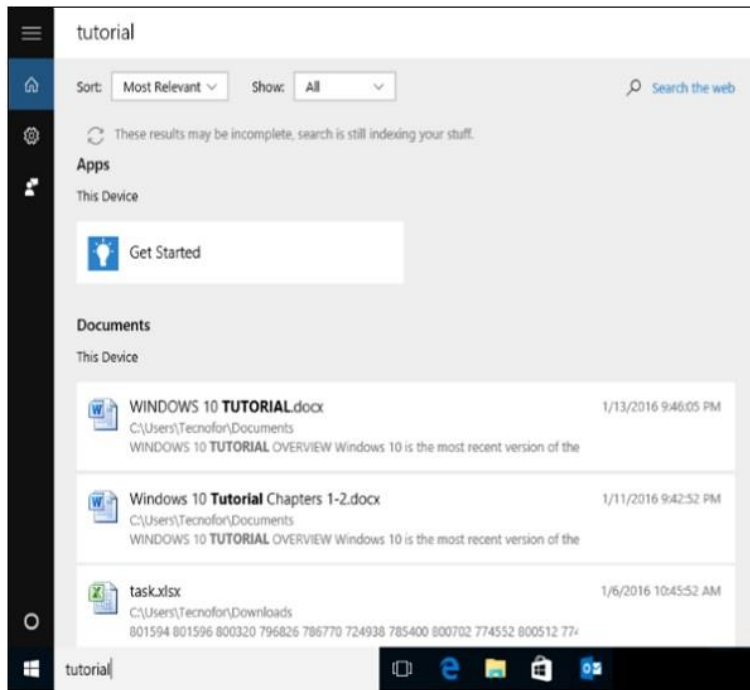 tutorial
Sort: Most Relevant Show: All Search the web
These results may be incomplete, search is still indexing your stuff.
Apps
This Device
Get Started
Documents
This Device
WINDOWS 10 TUTORIAL.docx 1/13/2016 9:46:05 PM
C:\Users\Tecnofor\Documents
WINDOWS 10 TUTORIAL OVERVIEW Windows 10 is the most recent version of the
Windows 10 Tutorial Chapters 1-2.docx 1/11/2016 9:42:52 PM
C:\Users\Tecnofor\Documents
WINDOWS 10 TUTORIAL OVERVIEW Windows 10 is the most recent version of the
task.xlsx 1/6/2016 10:45:52 AM
C:\Users\Tecnofor\Downloads
801594 801596 800320 796826 786770 724938 785400 800702 774552 800512 774
tutorial